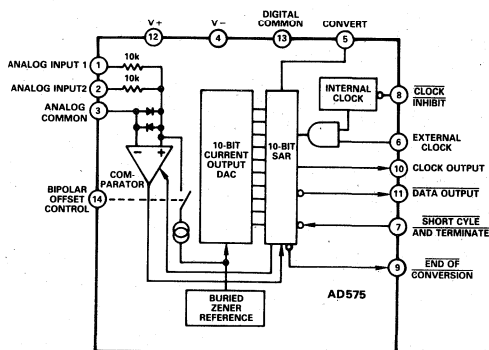 V+
V−
DIGITAL
COMMON
CONVERT
12
4
13
5
ANALOG INPUT 1
1
10k
ANALOG INPUT2
2
10k
ANALOG
COMMON
3
INTERNAL
CLOCK
8
CLOCK
INHIBIT
10-BIT
CURRENT
OUTPUT
DAC
10-BIT
SAR
6
EXTERNAL
CLOCK
−
+
COM-
PARATOR
10
CLOCK OUTPUT
11
DATA OUTPUT
BIPOLAR
OFFSET
CONTROL
14
7
SHORT CYLE
AND TERMINATE
9
END OF
CONVERSION
BURIED
ZENER
REFERENCE
AD575